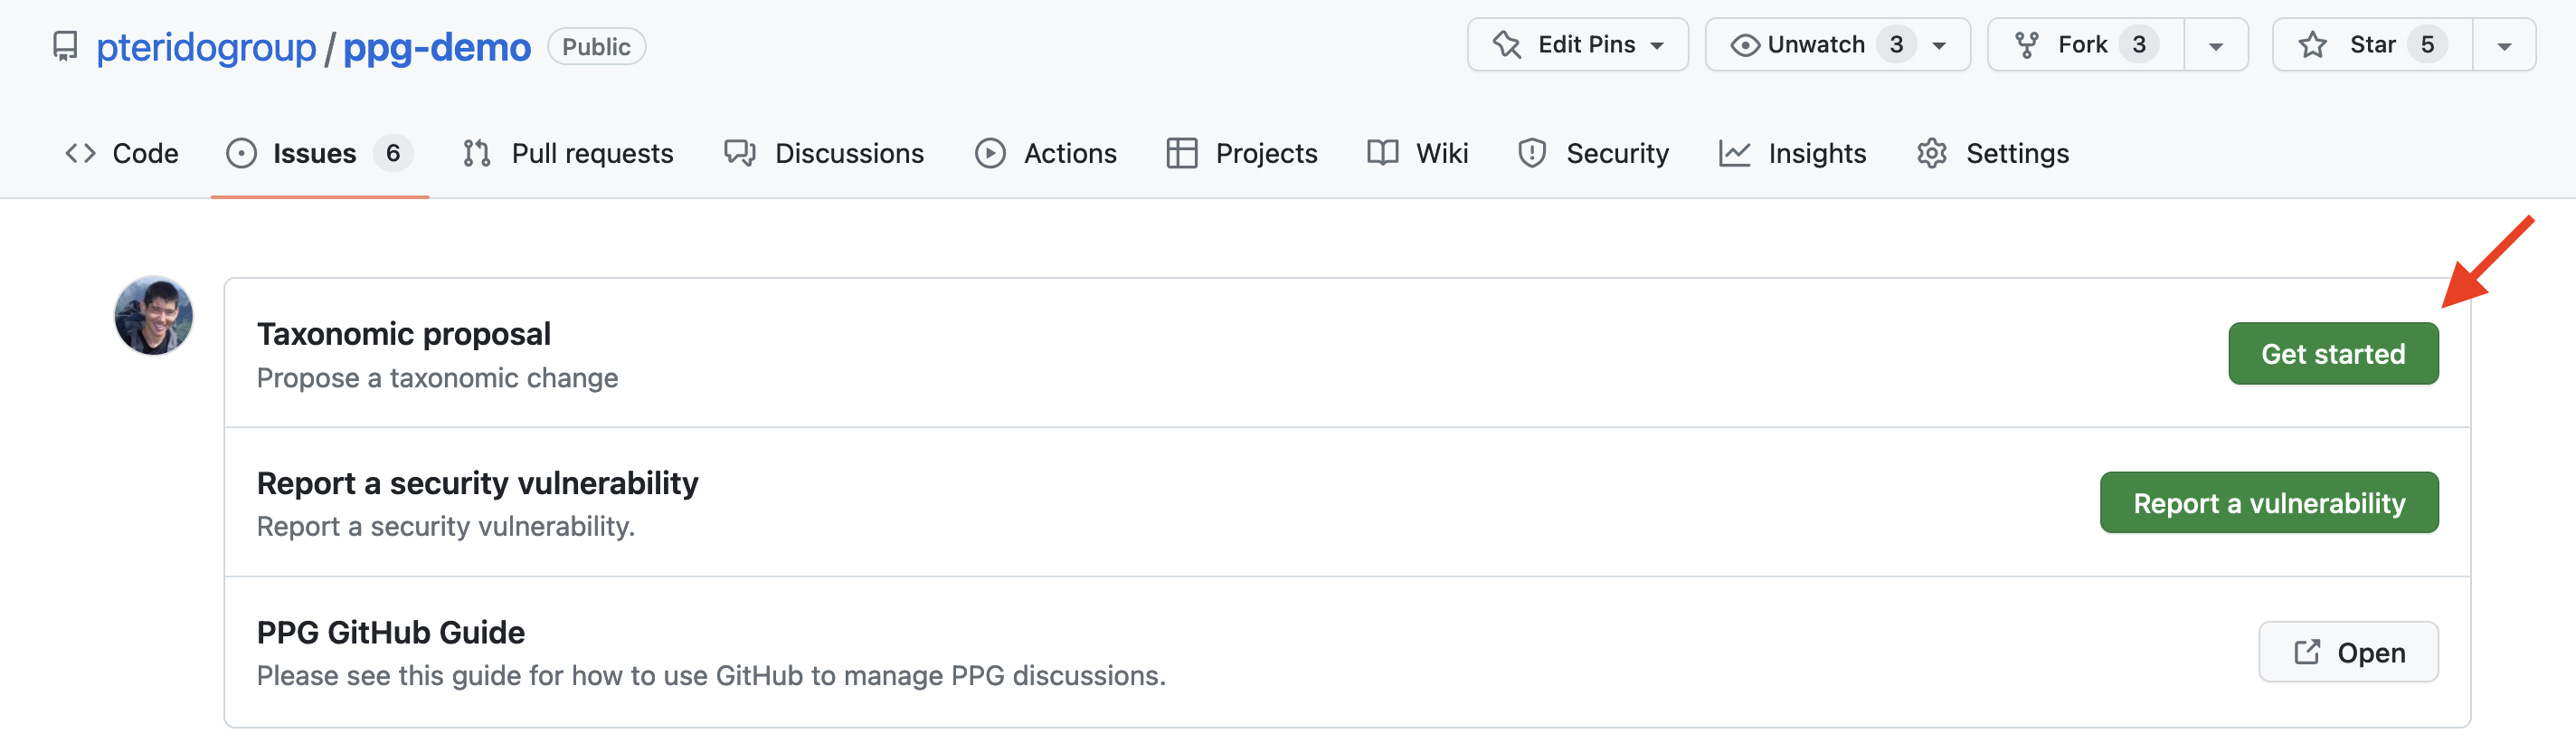 pteridogroup / ppg-demo Public Edit Pins Unwatch 3 Fork 3 Star 5
Code Issues 6 Pull requests Discussions Actions Projects Wiki Security Insights Settings
Taxonomic proposal
Propose a taxonomic change
Get started
Report a security vulnerability
Report a security vulnerability.
Report a vulnerability
PPG GitHub Guide
Please see this guide for how to use GitHub to manage PPG discussions.
Open